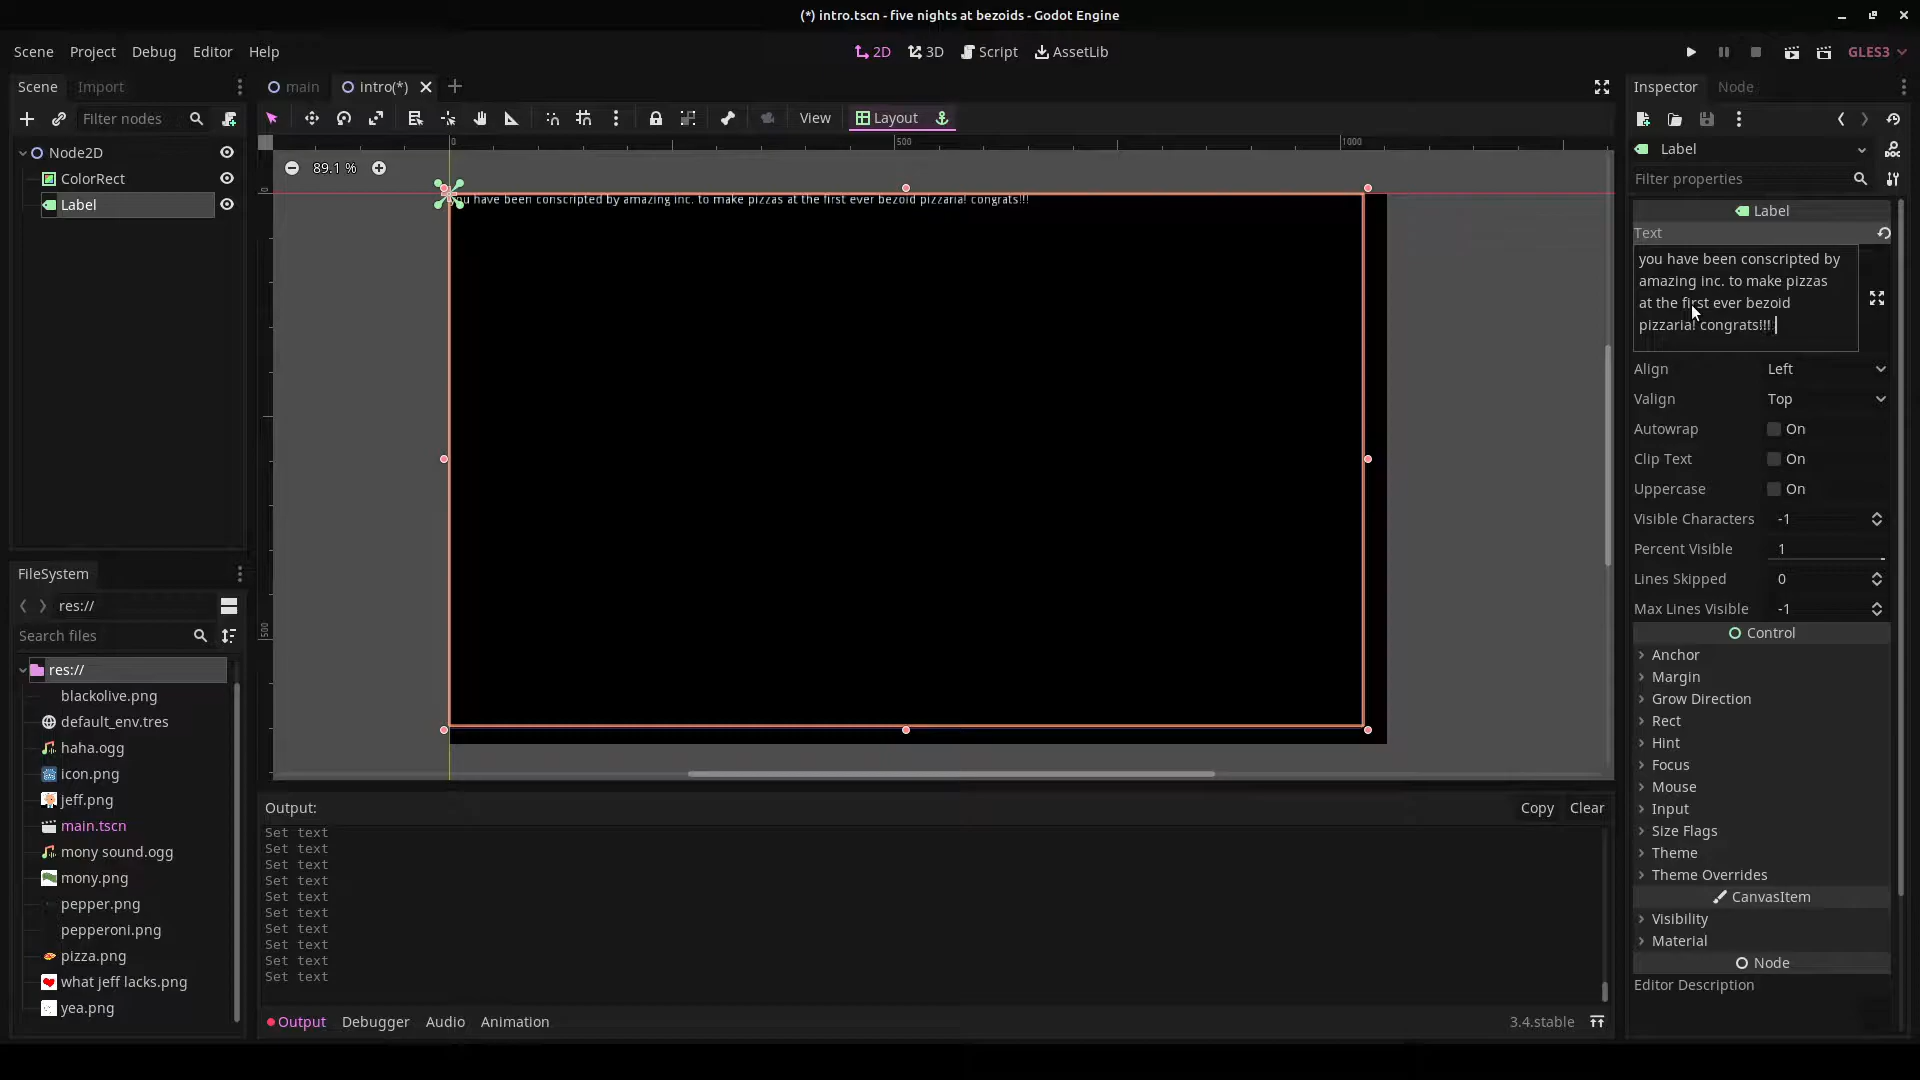 (*) intro.tscn - five nights at bezoids - Godot Engine
Scene Project Debug Editor Help
2D 3D Script AssetLib
GLES3
Scene Import
main intro(*)
Inspector Node
Filter nodes
View Layout
Node2D
ColorRect
Label
89.1 %
0 500 1000
0
500
you have been conscripted by amazing inc. to make pizzas at the first ever bezoid pizzaria! congrats!!!
FileSystem
res://
Search files
res://
blackolive.png
default_env.tres
haha.ogg
icon.png
jeff.png
main.tscn
mony sound.ogg
mony.png
pepper.png
pepperoni.png
pizza.png
what jeff lacks.png
yea.png
Output: Copy Clear
Set text
Set text
Set text
Set text
Set text
Set text
Set text
Set text
Set text
Set text
Output Debugger Audio Animation 3.4.stable
Label
DOC
Filter properties
Label
Text
you have been conscripted by
amazing inc. to make pizzas
at the first ever bezoid
pizzaria! congrats!!!
Align Left
Valign Top
Autowrap On
Clip Text On
Uppercase On
Visible Characters -1
Percent Visible 1
Lines Skipped 0
Max Lines Visible -1
Control
Anchor
Margin
Grow Direction
Rect
Hint
Focus
Mouse
Input
Size Flags
Theme
Theme Overrides
CanvasItem
Visibility
Material
Node
Editor Description